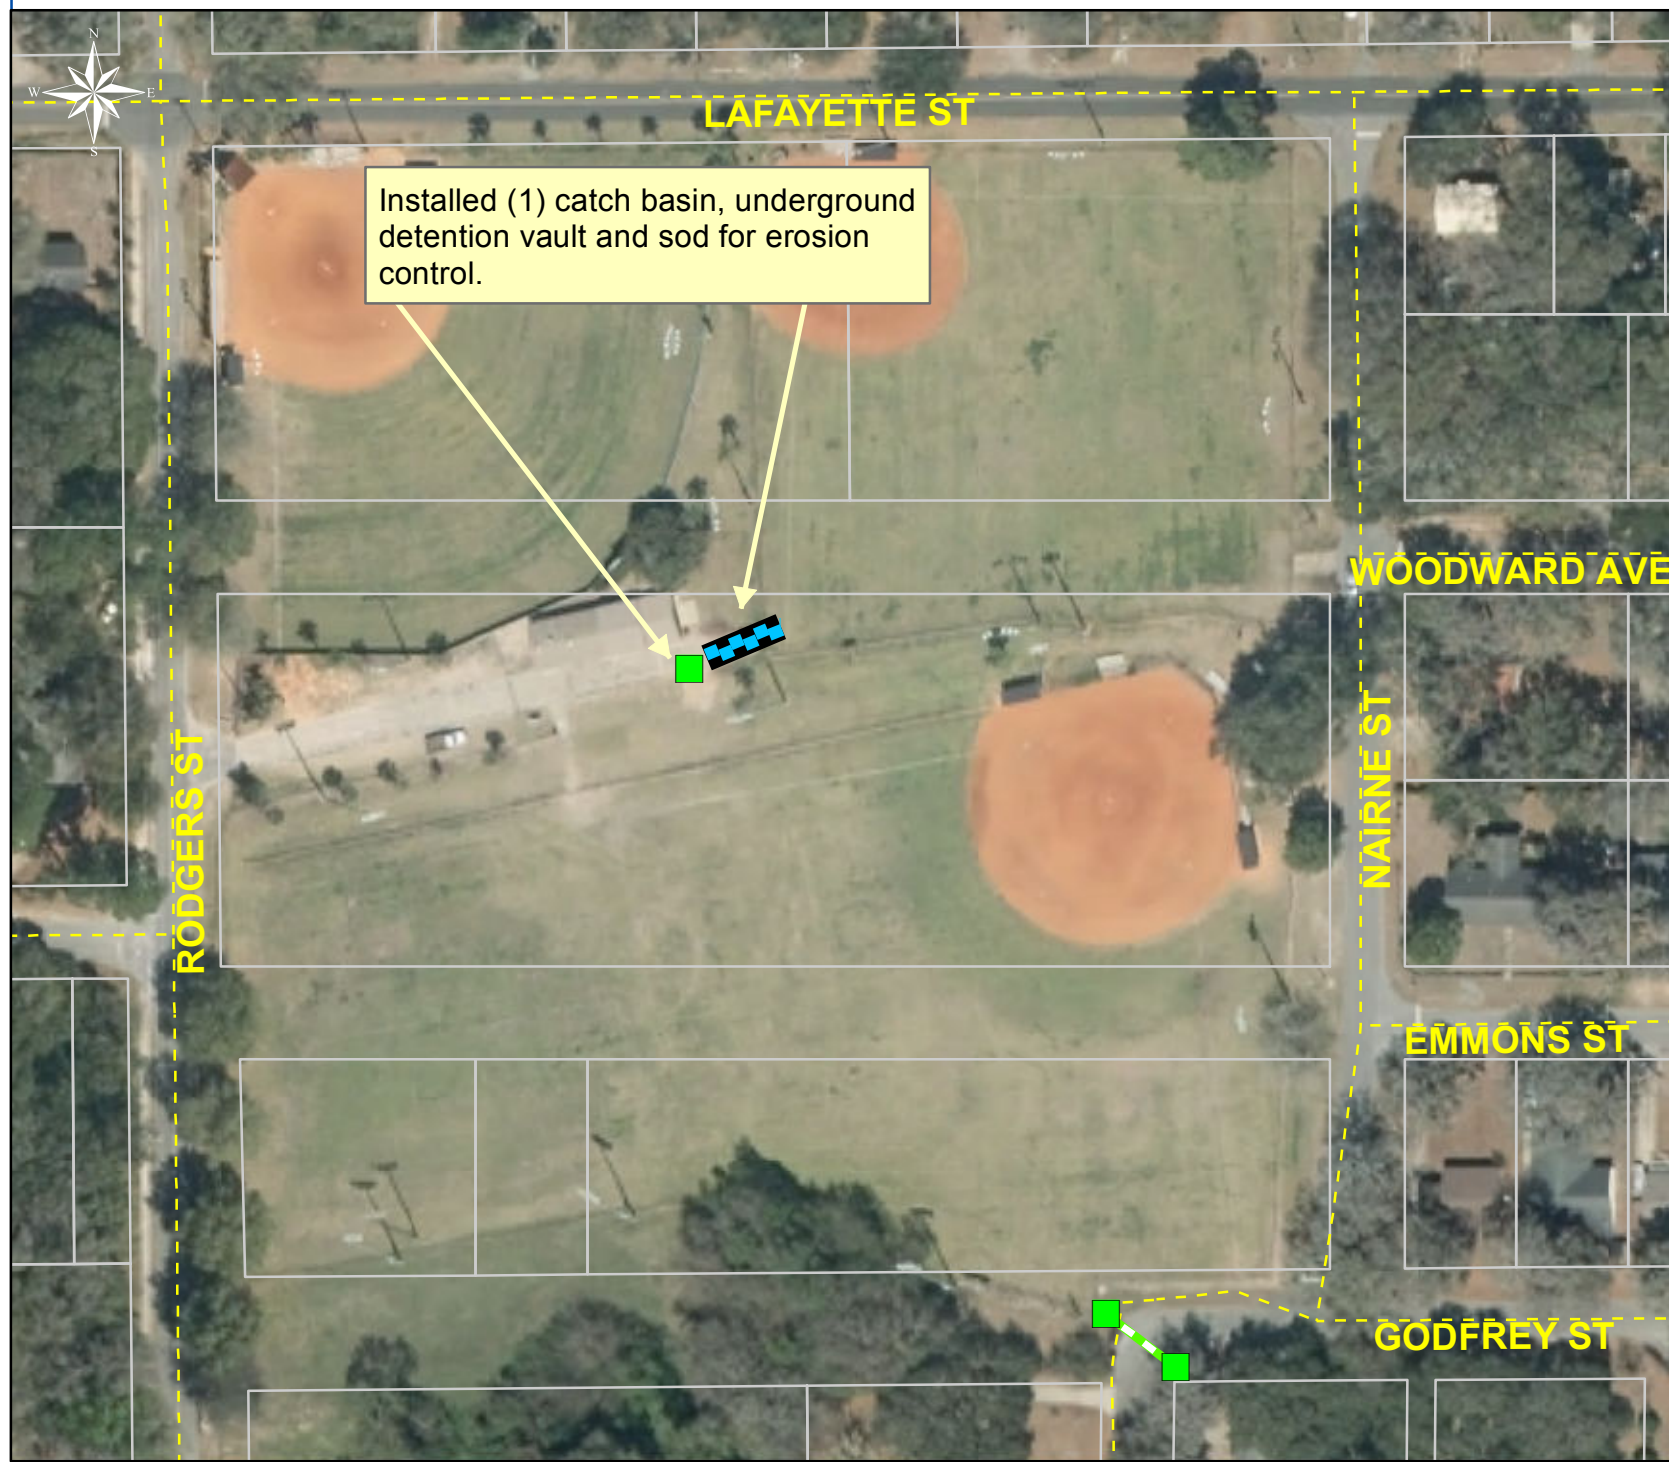 N
W E
S
LAFAYETTE ST
Installed (1) catch basin, underground
detention vault and sod for erosion
control.
WOODWARD AVE
RODGERS ST
NAIRNE ST
EMMONS ST
GODFREY ST